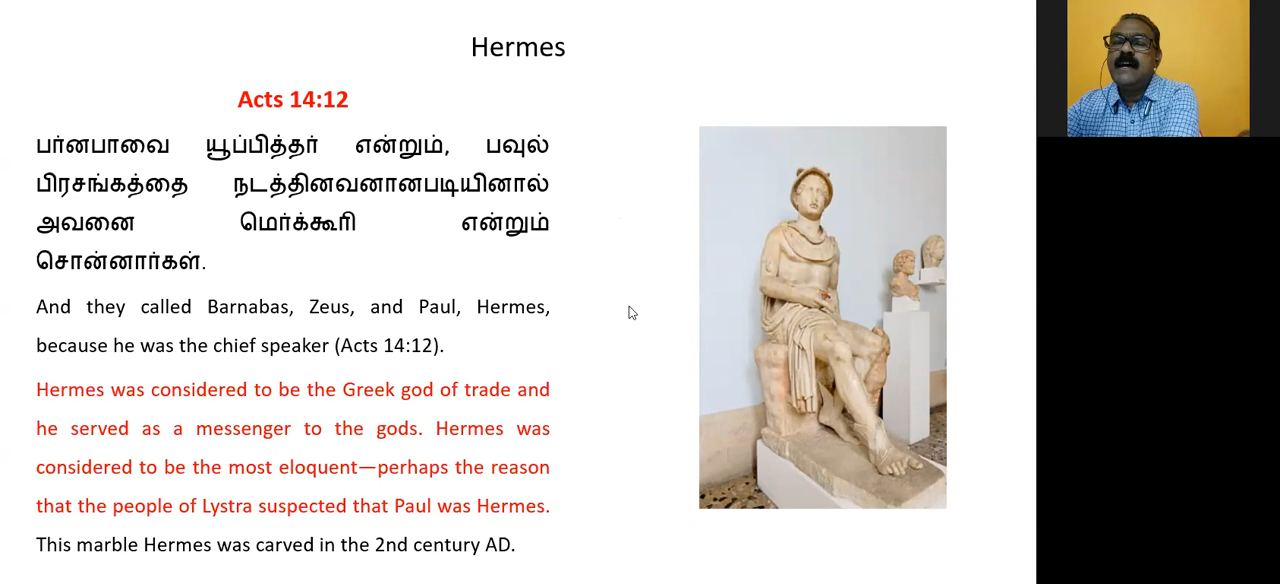 Hermes
Acts 14:12
பர்னபாவை யூப்பித்தர் என்றும், பவுல்
பிரசங்கத்தை நடத்தினவனானபடியினால்
அவனை மெர்க்கூரி என்றும்
சொன்னார்கள்.
And they called Barnabas, Zeus, and Paul, Hermes,
because he was the chief speaker (Acts 14:12).
Hermes was considered to be the Greek god of trade and
he served as a messenger to the gods. Hermes was
considered to be the most eloquent—perhaps the reason
that the people of Lystra suspected that Paul was Hermes.
This marble Hermes was carved in the 2nd century AD.